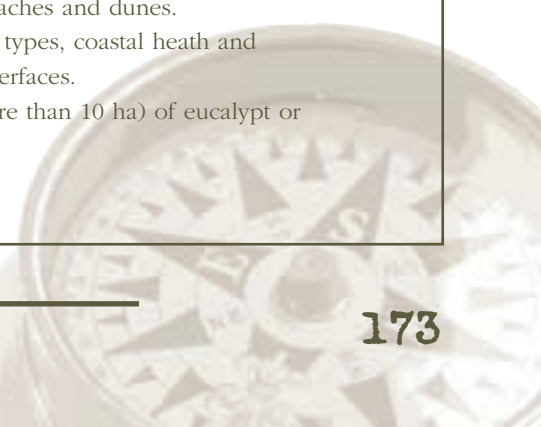 aches and dunes.
types, coastal heath and
erfaces.
re than 10 ha) of eucalypt or
S
E
173